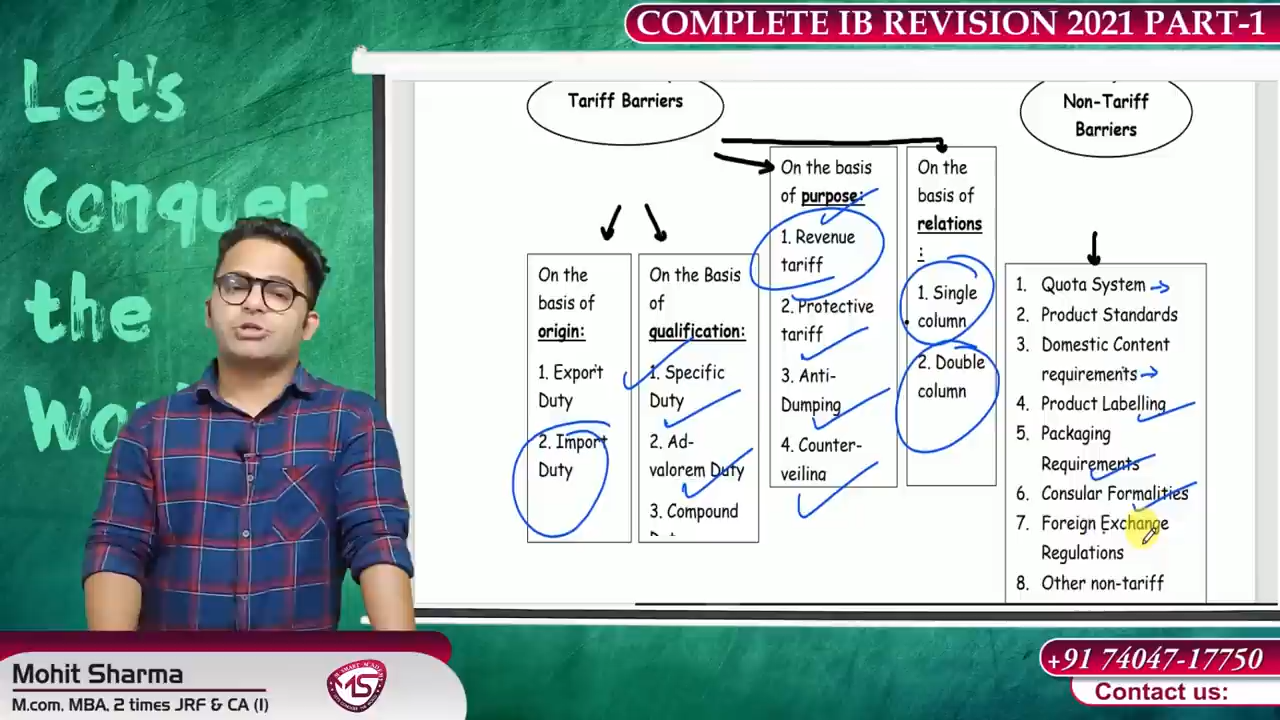 COMPLETE IB REVISION 2021 PART-1
Let's
Conquer
the
Tariff Barriers
Non-Tariff
Barriers
On the
basis of
origin:
1. Export
Duty
2. Import
Duty
On the Basis
of
qualification:
1. Specific
Duty
2. Ad-
valorem Duty
3. Compound
On the basis
of purpose:
1. Revenue
tariff
2. Protective
tariff
3. Anti-
Dumping
4. Counter-
veiling
On the
basis of
relations
:
1. Single
column
2. Double
column
1. Quota System
2. Product Standards
3. Domestic Content
requirements
4. Product Labelling
5. Packaging
Requirements
6. Consular Formalities
7. Foreign Exchange
Regulations
8. Other non-tariff
Mohit Sharma
M.com, MBA, 2 times JRF & CA (I)
MS
+91 74047-17750
Contact us: